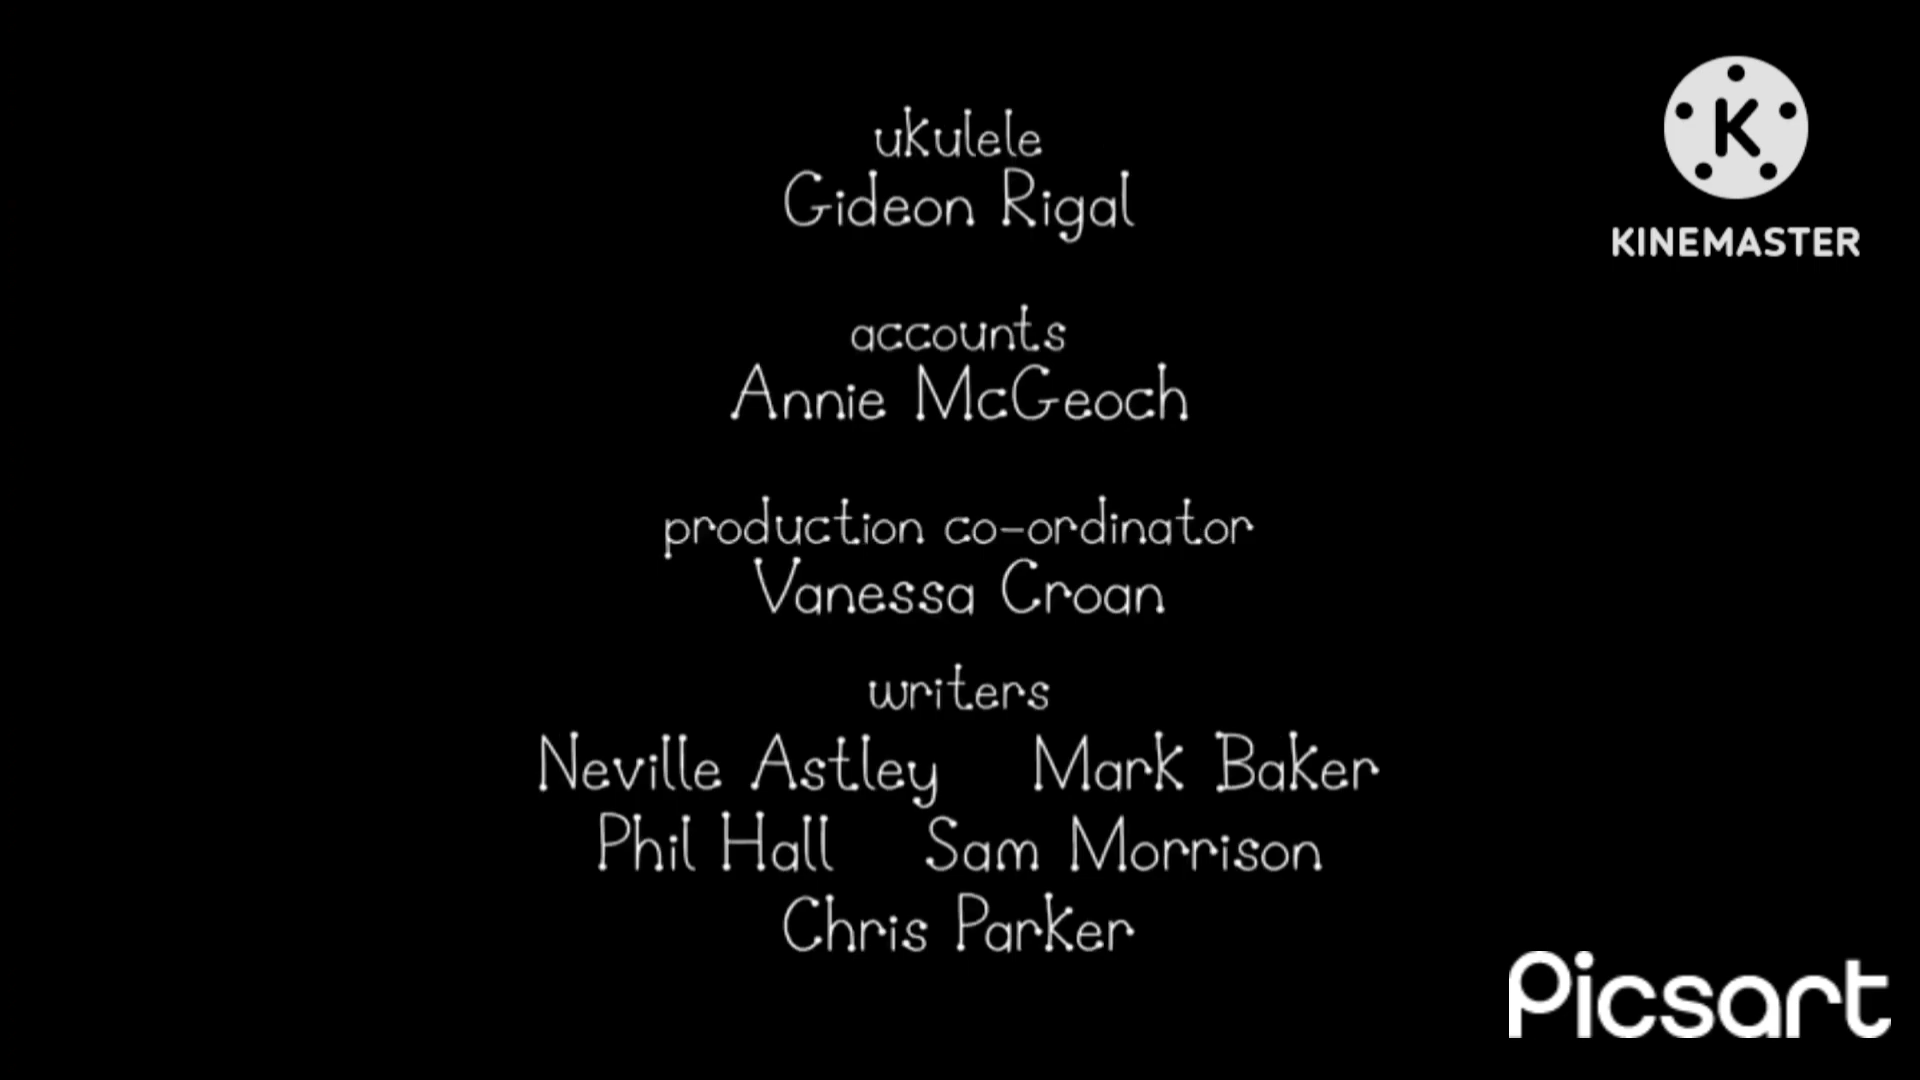 ukulele
Gideon Rigal
accounts
Annie McGeoch
production co-ordinator
Vanessa Croan
writers
Neville Astley Mark Baker
Phil Hall Sam Morrison
Chris Parker
K
KINEMASTER
Picsart